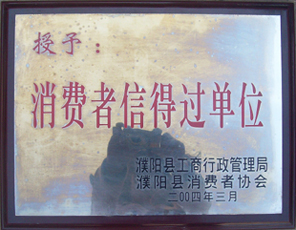 授予：
消费者信得过单位
濮阳县工商行政管理局
濮阳县消费者协会
二00四年三月